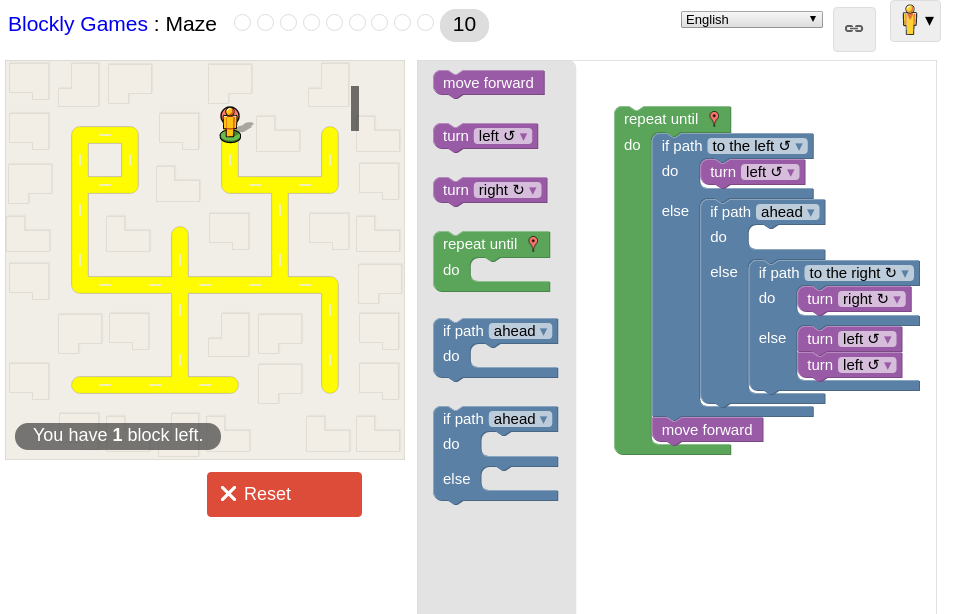 Blockly Games : Maze
10
English
You have 1 block left.
Reset
move forward
turn left ↺
turn right ↻
repeat until
do
if path ahead
do
if path ahead
do
else
repeat until
do
if path to the left ↺
do
turn left ↺
else
if path ahead
do
else
if path to the right ↻
do
turn right ↻
else
turn left ↺
turn left ↺
move forward